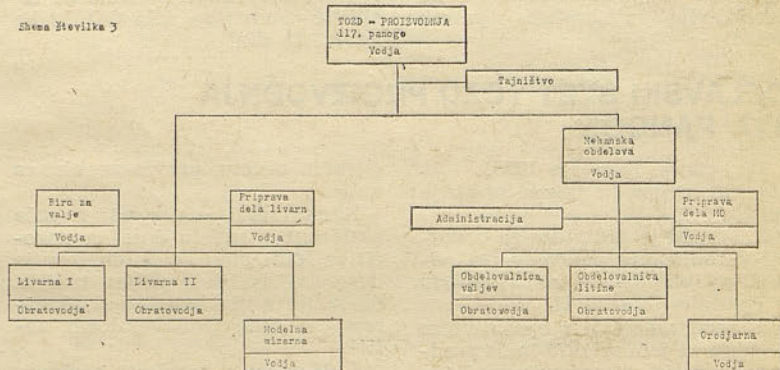 Shema številka 3
TOZD - PROIZVODNJA
117. panoge
Vodja
Tajništvo
Mehanska
obdelava
Vodja
Biro za
valje
Vodja
Priprava
dela livarn
Vodja
Administracija
Priprava
dela MO
Vodja
Livarna I
Obratovodja
Livarna II
Obratovodja
Obdelovalnica
valjev
Obratovodja
Obdelovalnica
litine
Obratovodja
Modelna
mizarna
Vodja
Orodjarna
Vodja